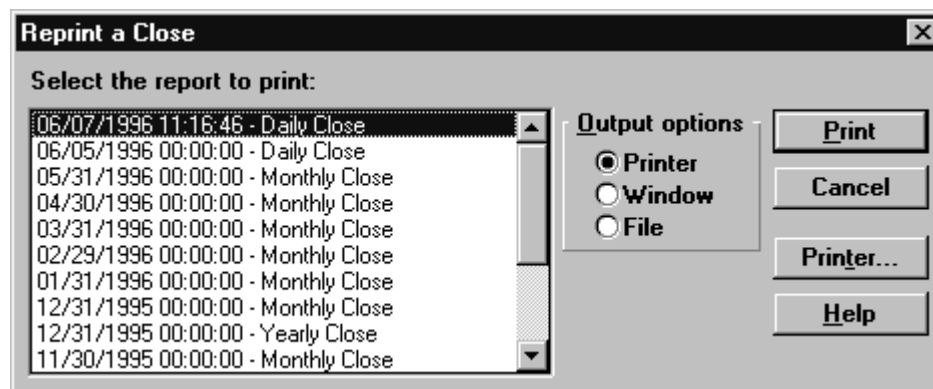 Reprint a Close
Select the report to print:
06/07/1996 11:16:46 - Daily Close
06/05/1996 00:00:00 - Daily Close
05/31/1996 00:00:00 - Monthly Close
04/30/1996 00:00:00 - Monthly Close
03/31/1996 00:00:00 - Monthly Close
02/29/1996 00:00:00 - Monthly Close
01/31/1996 00:00:00 - Monthly Close
12/31/1995 00:00:00 - Monthly Close
12/31/1995 00:00:00 - Yearly Close
11/30/1995 00:00:00 - Monthly Close
Output options
Printer
Window
File
Print
Cancel
Printer...
Help